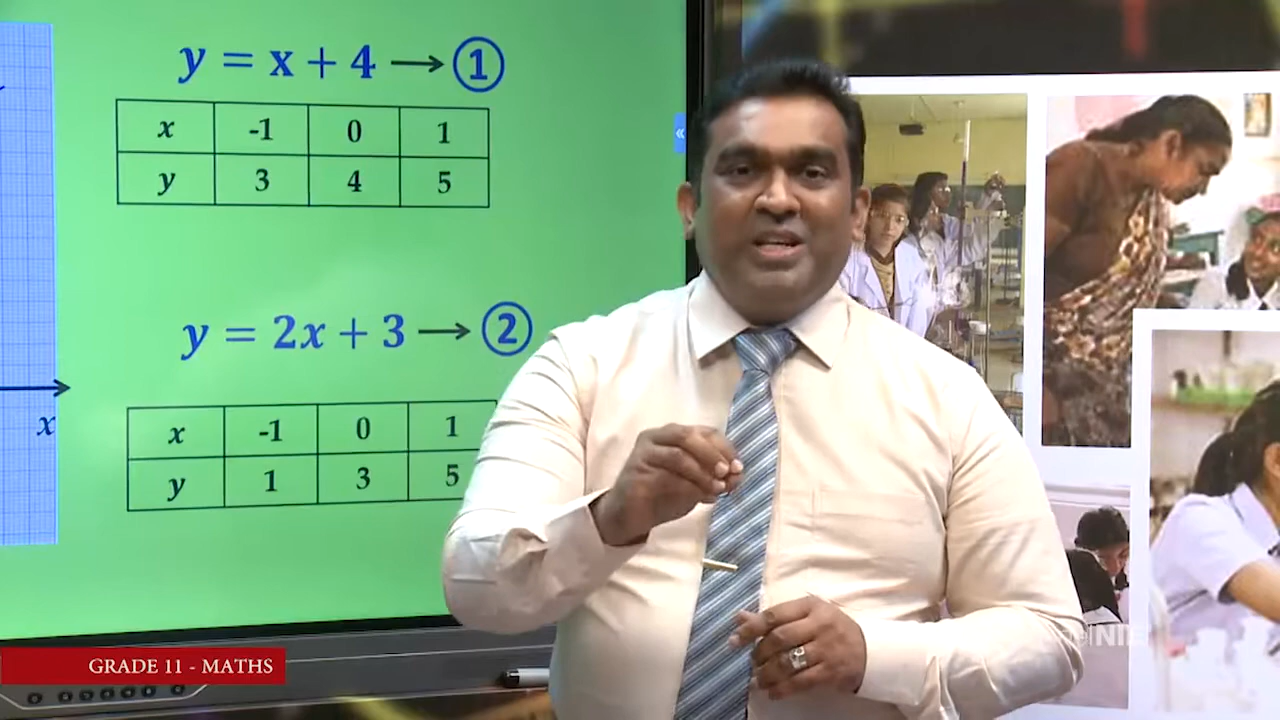 y = x + 4 → ①
x -1 0 1
y 3 4 5
y = 2x + 3 → ②
x -1 0 1
y 1 3 5
x
GRADE 11 - MATHS